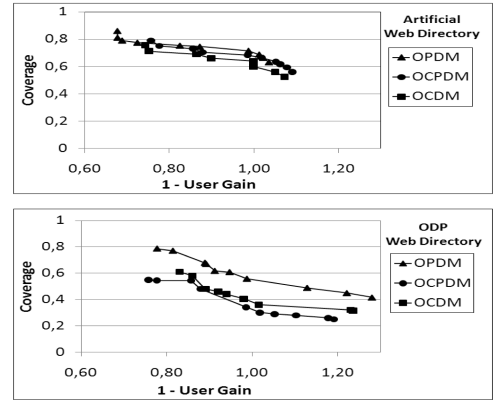 1
0,8
0,6
0,4
0,2
0
Coverage
0,60
0,80
1,00
1,20
1 - User Gain
Artificial
Web Directory
OPDM
OCPDM
OCDM
1
0,8
0,6
0,4
0,2
0
Coverage
0,60
0,80
1,00
1,20
1 - User Gain
ODP
Web Directory
OPDM
OCPDM
OCDM